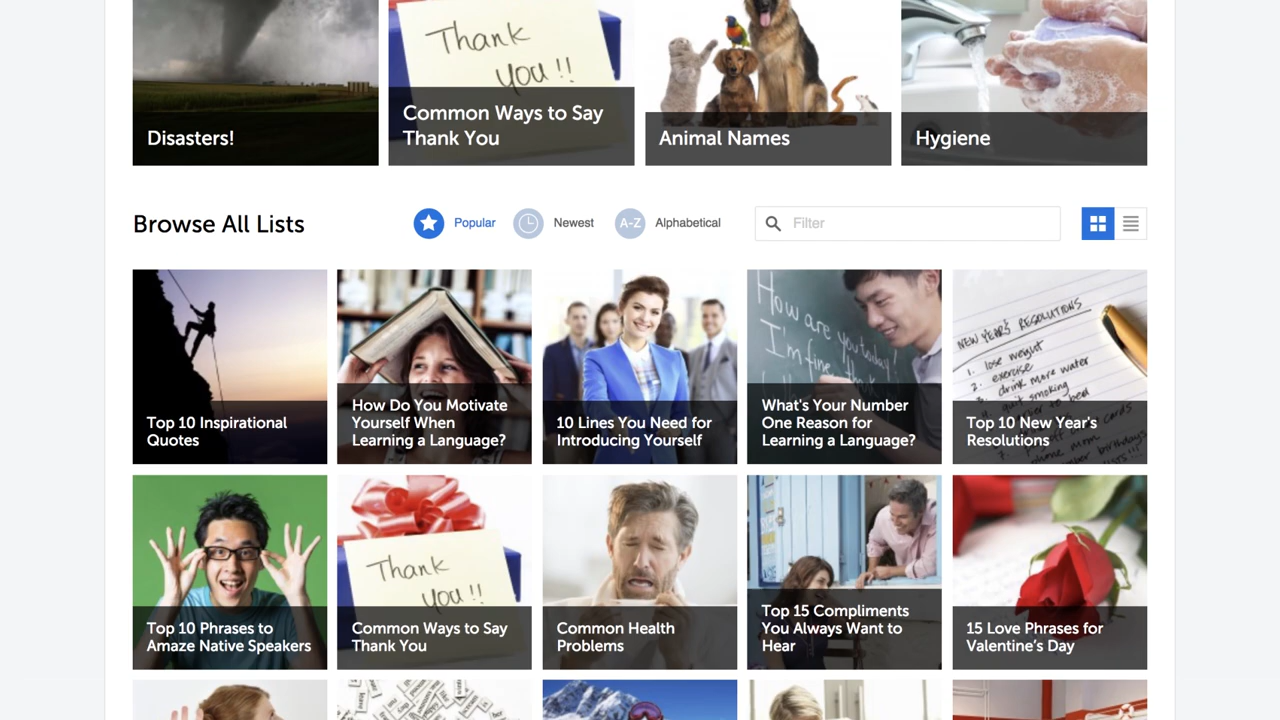 Thank
YOU!!
Disasters!
Common Ways to Say
Thank You
Animal Names
Hygiene
Browse All Lists
Popular
Newest
A-Z
Alphabetical
Filter
How are you today?
I'm fine, thank
NEW YEAR'S RESOLUTIONS
1. lose weight
2. exercise
3. drink more water
4. quit smoking
Top 10 Inspirational
Quotes
How Do You Motivate
Yourself When
Learning a Language?
10 Lines You Need for
Introducing Yourself
What's Your Number
One Reason for
Learning a Language?
Top 10 New Year's
Resolutions
Thank
YOU!!
Top 10 Phrases to
Amaze Native Speakers
Common Ways to Say
Thank You
Common Health
Problems
Top 15 Compliments
You Always Want to
Hear
15 Love Phrases for
Valentine's Day